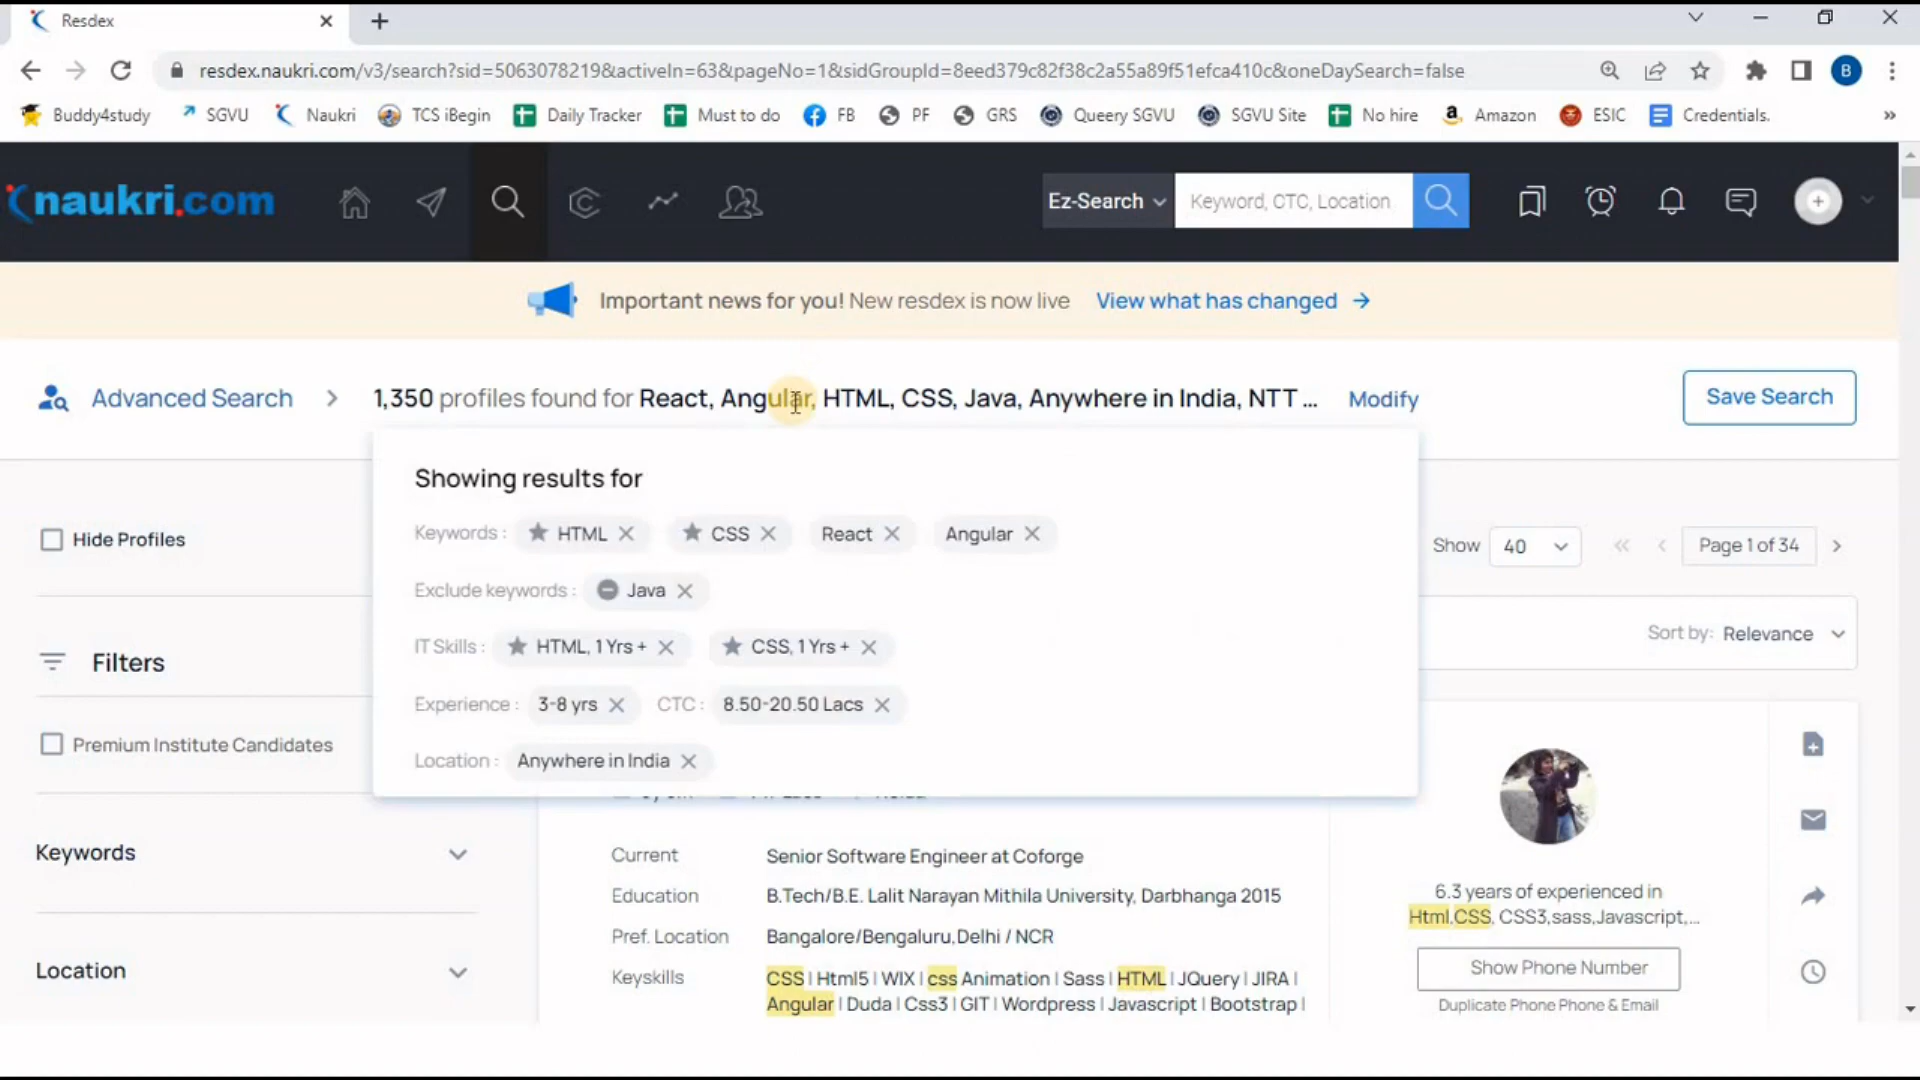 Resdex
resdex.naukri.com/v3/search?sid=5063078219&activeIn=63&pageNo=1&sidGroupId=8eed379c82f38c2a55a89f51efca410c&oneDaySearch=false
B
Buddy4study SGVU Naukri TCS iBegin Daily Tracker Must to do FB PF GRS Queery SGVU SGVU Site No hire Amazon ESIC Credentials. »
naukri.com Ez-Search Keyword, CTC, Location
Important news for you! New resdex is now live View what has changed
Advanced Search 1,350 profiles found for React, Angular, HTML, CSS, Java, Anywhere in India, NTT ... Modify Save Search
Showing results for
Keywords : HTML CSS React Angular
Exclude keywords : Java
IT Skills : HTML, 1 Yrs + CSS, 1 Yrs +
Experience : 3-8 yrs CTC : 8.50-20.50 Lacs
Location : Anywhere in India
Hide Profiles
Show 40 Page 1 of 34
Sort by: Relevance
Filters
Premium Institute Candidates
Keywords
Location
Current Senior Software Engineer at Coforge
Education B.Tech/B.E. Lalit Narayan Mithila University, Darbhanga 2015
Pref. Location Bangalore/Bengaluru,Delhi / NCR
Keyskills CSS | Html5 | WIX | css Animation | Sass | HTML | JQuery | JIRA |
Angular | Duda | Css3 | GIT | Wordpress | Javascript | Bootstrap |
6.3 years of experienced in
Html,CSS, CSS3,sass,Javascript,...
Show Phone Number
Duplicate Phone Phone & Email